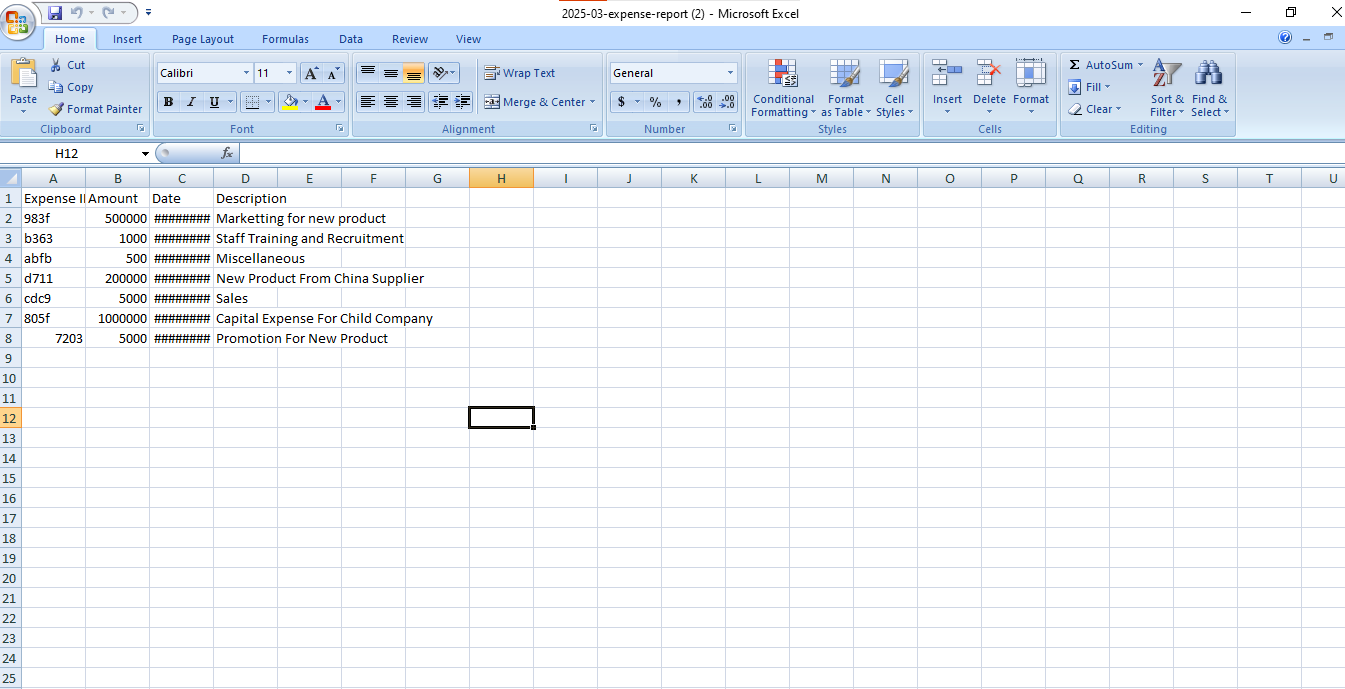 2025-03-expense-report (2) - Microsoft Excel
Home Insert Page Layout Formulas Data Review View
Paste Cut Copy Format Painter
Calibri 11
B I U
Wrap Text
Merge & Center
General
$ % ,
Conditional Formatting Format as Table Cell Styles
Insert Delete Format
Σ AutoSum Fill Clear
Sort & Filter Find & Select
Clipboard Font Alignment Number Styles Cells Editing
H12 fx
A B C D E F G H I J K L M N O P Q R S T U
1 Expense I Amount Date Description
2 983f 500000 ######## Marketting for new product
3 b363 1000 ######## Staff Training and Recruitment
4 abfb 500 ######## Miscellaneous
5 d711 200000 ######## New Product From China Supplier
6 cdc9 5000 ######## Sales
7 805f 1000000 ######## Capital Expense For Child Company
8 7203 5000 ######## Promotion For New Product
9
10
11
12
13
14
15
16
17
18
19
20
21
22
23
24
25